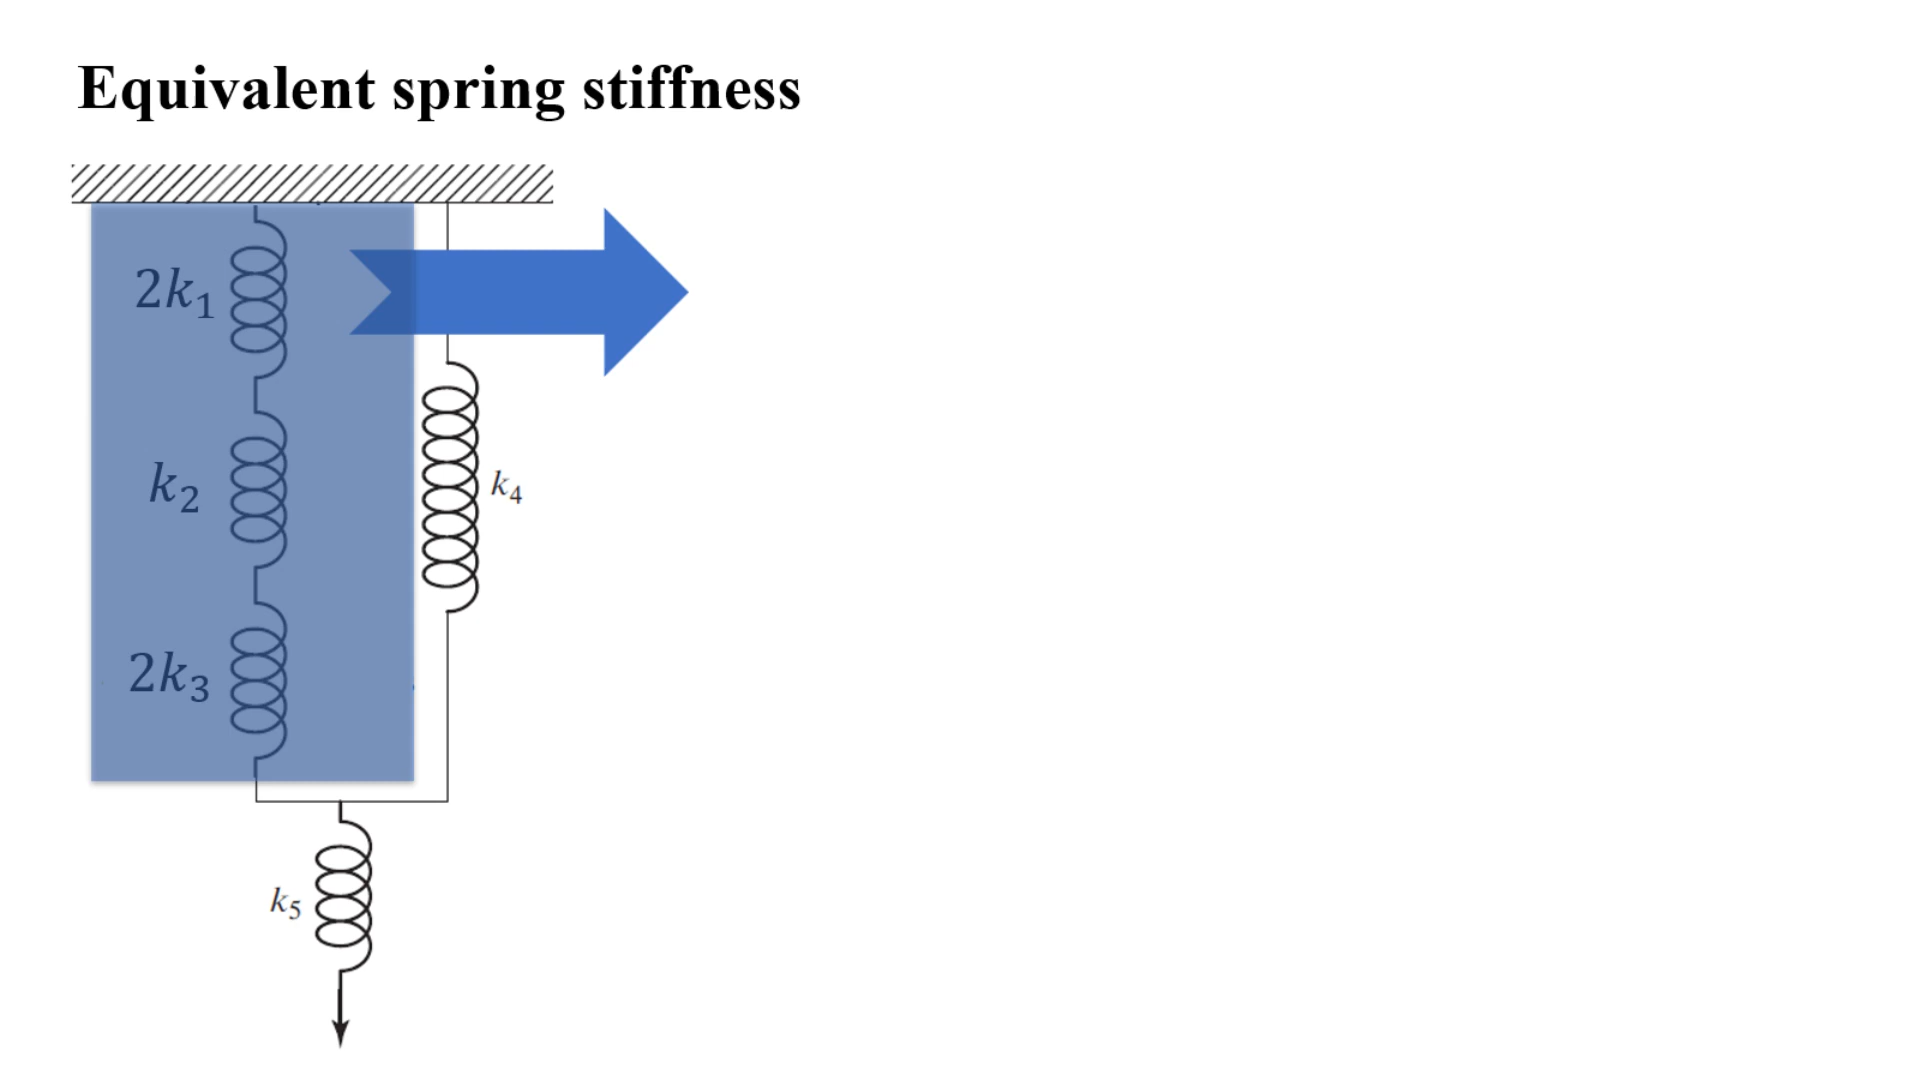 Equivalent spring stiffness
2k₁
k₂
k₄
2k₃
k₅